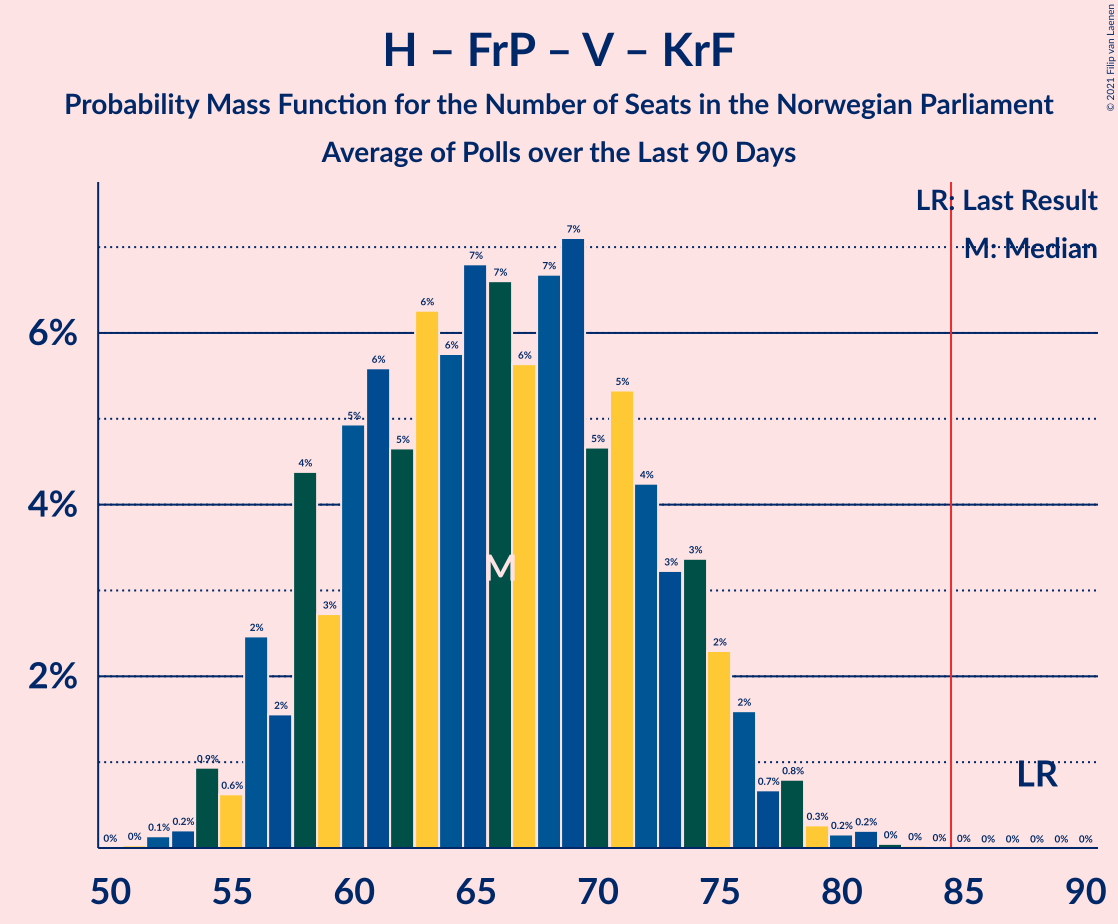 H – FrP – V – KrF
Probability Mass Function for the Number of Seats in the Norwegian Parliament
Average of Polls over the Last 90 Days
© 2021 Filip van Laenen
LR: Last Result
M: Median
6%
4%
2%
0% 0% 0.1% 0.2% 0.9% 0.6% 2% 2% 4% 3% 5% 6% 5% 6% 6% 7% 7% 6% 7% 7% 5% 5% 4% 3% 3% 2% 2% 0.7% 0.8% 0.3% 0.2% 0.2% 0% 0% 0% 0% 0% 0% 0% 0% 0%
M
LR
50 55 60 65 70 75 80 85 90